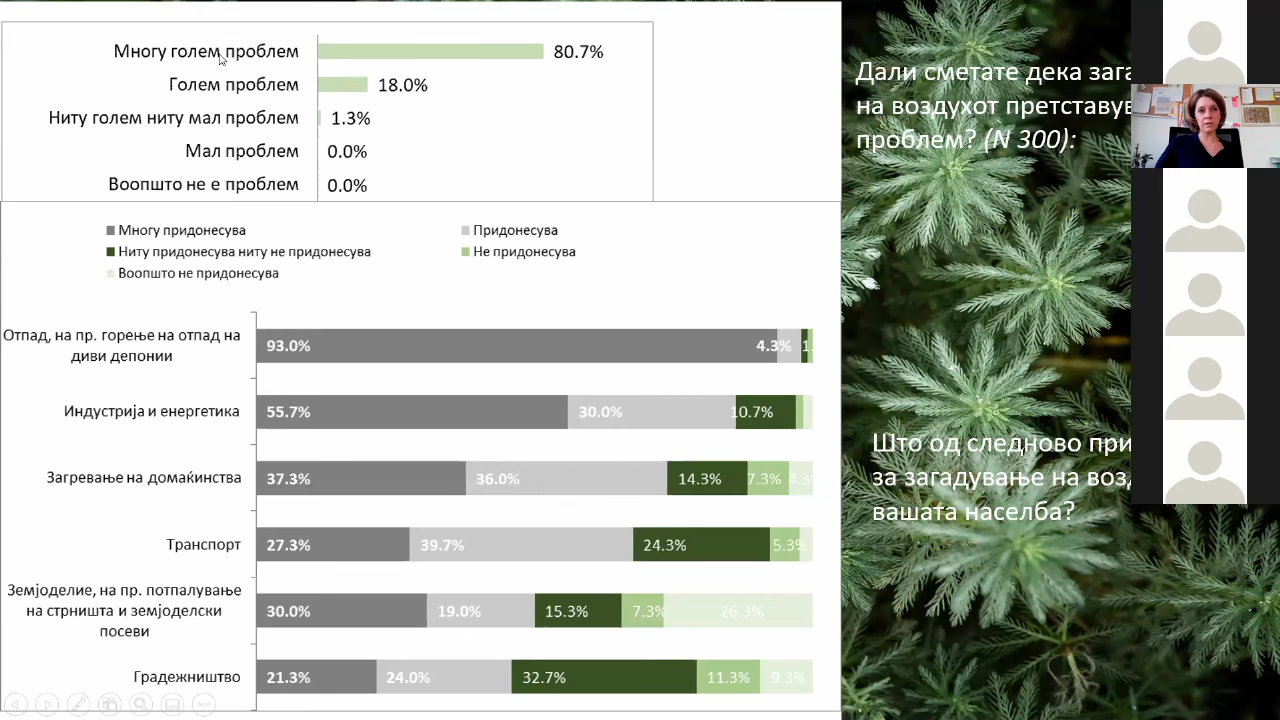 Многу голем проблем 80.7%
Голем проблем 18.0%
Ниту голем ниту мал проблем 1.3%
Мал проблем 0.0%
Воопшто не е проблем 0.0%
Дали сметате дека
на воздухот
проблем? (N 300):
Многу придонесува
Придонесува
Ниту придонесува ниту не придонесува
Не придонесува
Воопшто не придонесува
Отпад, на пр. горење на отпад на
диви депонии
93.0% 4.3%
Индустрија и енергетика 55.7% 30.0% 10.7%
Загревање на домаќинства 37.3% 36.0% 14.3% 7.3% 4.3%
Транспорт 27.3% 39.7% 24.3% 5.3%
Земјоделие, на пр. потпалување
на стрништа и земјоделски
посеви
30.0% 19.0% 15.3% 7.3% 26.3%
Градежништво 21.3% 24.0% 32.7% 11.3% 9.3%
Што од следново
за загадување на
вашата населба?